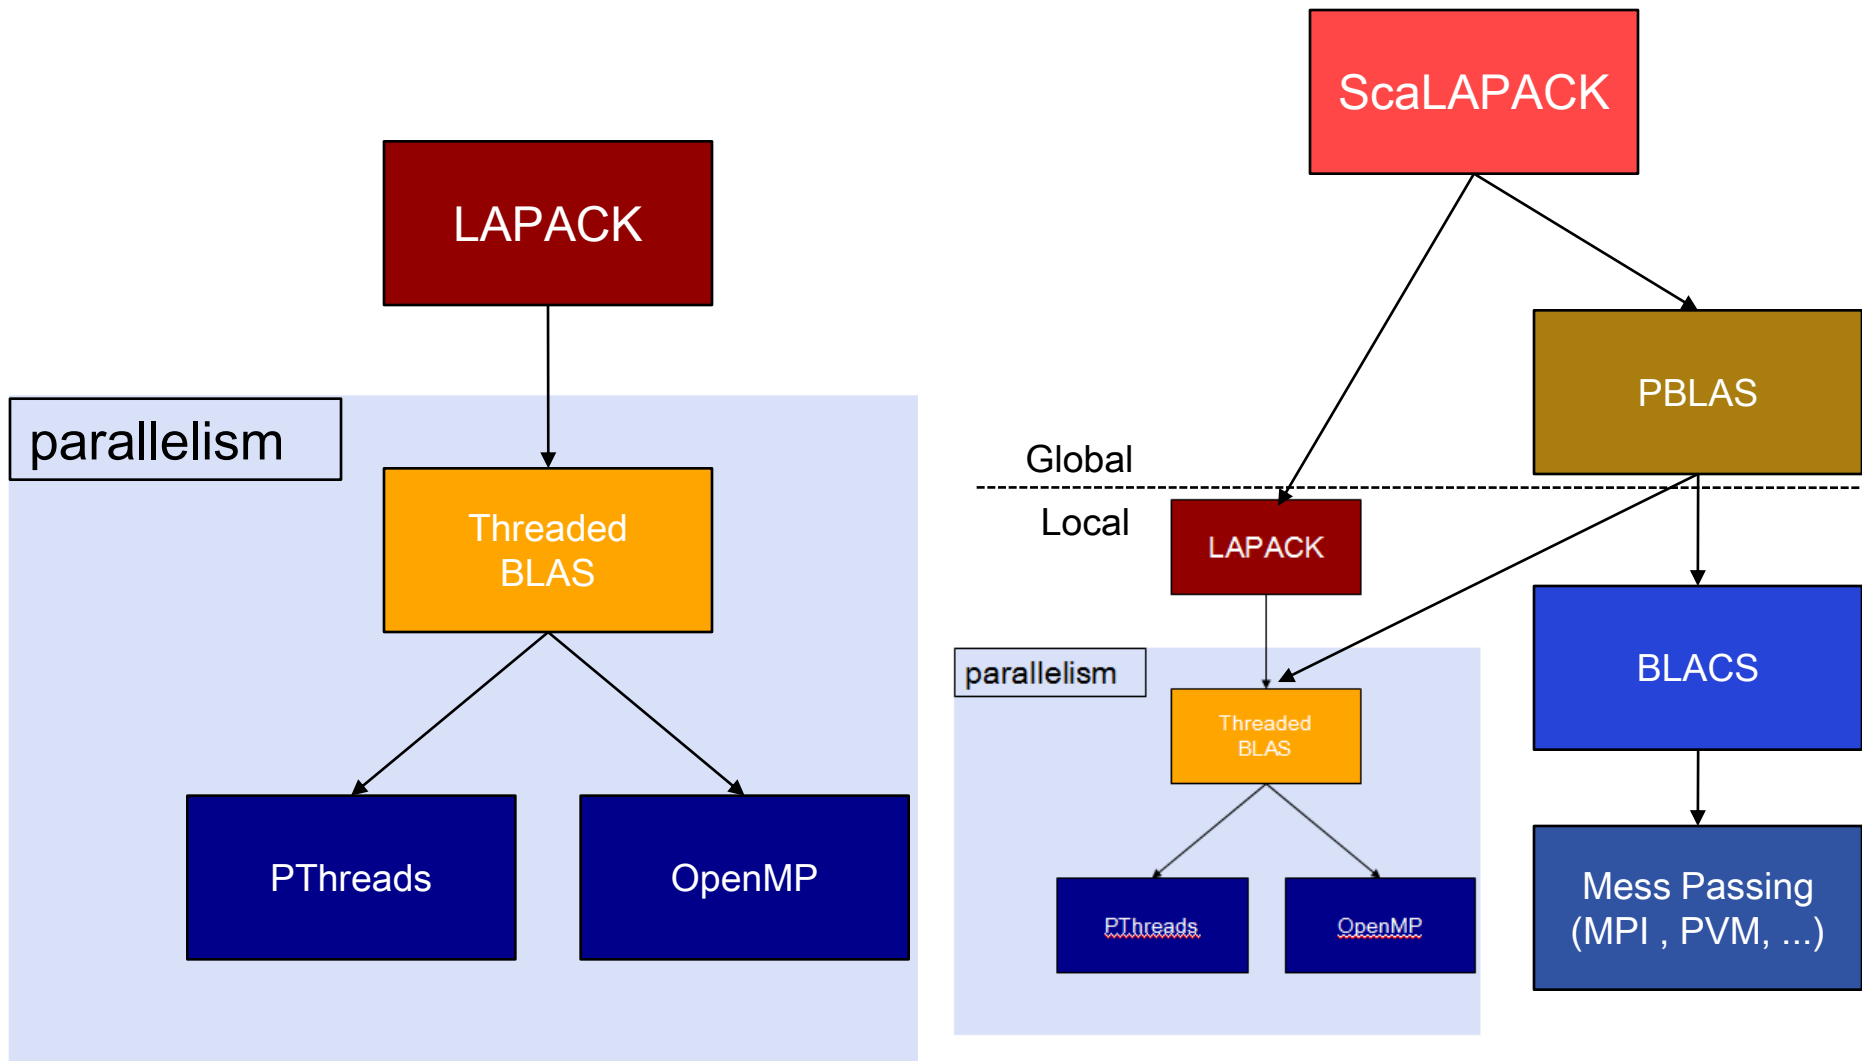 LAPACK
parallelism
Threaded
BLAS
PThreads
OpenMP
ScaLAPACK
PBLAS
Global
Local
LAPACK
parallelism
Threaded
BLAS
PThreads
OpenMP
BLACS
Mess Passing
(MPI , PVM, ...)